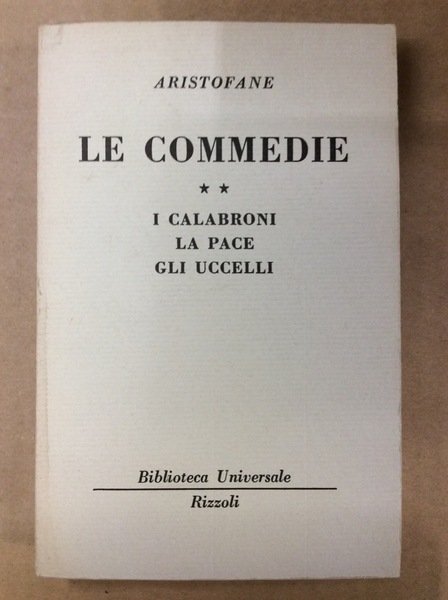 ARISTOFANE
LE COMMEDIE
★ ★
I CALABRONI
LA PACE
GLI UCCELLI
Biblioteca Universale
Rizzoli